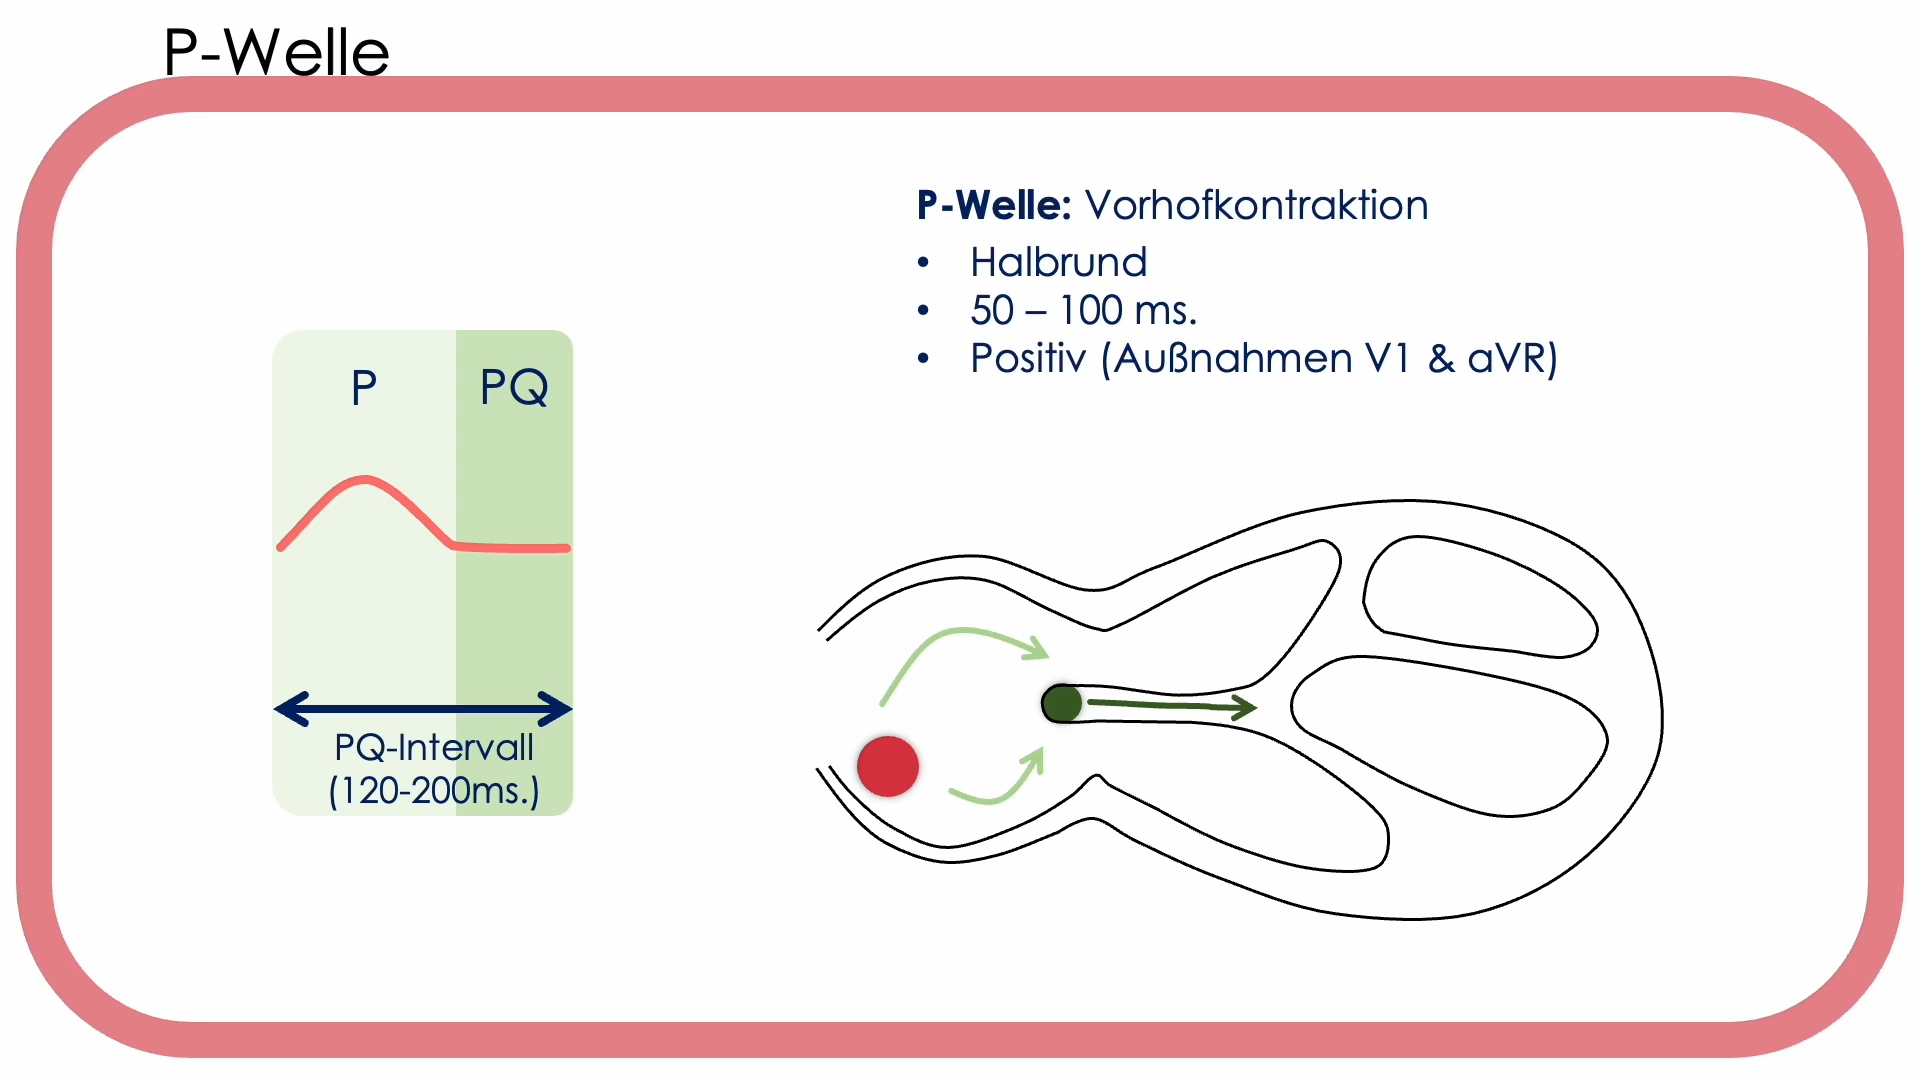 P-Welle
P-Welle: Vorhofkontraktion
• Halbrund
• 50 – 100 ms.
• Positiv (Außnahmen V1 & aVR)
P PQ
PQ-Intervall
(120-200ms.)